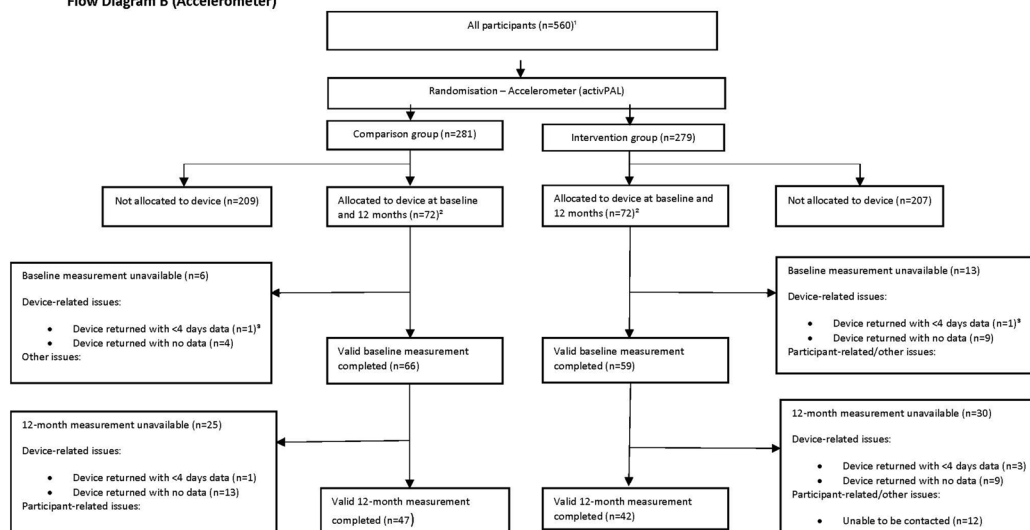 Flow Diagram B (Accelerometer)
All participants (n=560)¹
Randomisation – Accelerometer (activPAL)
Comparison group (n=281)
Intervention group (n=279)
Not allocated to device (n=209)
Allocated to device at baseline
and 12 months (n=72)²
Allocated to device at baseline and
12 months (n=72)²
Not allocated to device (n=207)
Baseline measurement unavailable (n=6)
Device-related issues:
• Device returned with <4 days data (n=1)³
• Device returned with no data (n=4)
Other issues:
Baseline measurement unavailable (n=13)
Device-related issues:
• Device returned with <4 days data (n=1)³
• Device returned with no data (n=9)
Participant-related/other issues:
Valid baseline measurement
completed (n=66)
Valid baseline measurement
completed (n=59)
12-month measurement unavailable (n=25)
Device-related issues:
• Device returned with <4 days data (n=1)
• Device returned with no data (n=13)
Participant-related issues:
12-month measurement unavailable (n=30)
Device-related issues:
• Device returned with <4 days data (n=3)
• Device returned with no data (n=9)
Participant-related/other issues:
• Unable to be contacted (n=12)
Valid 12-month measurement
completed (n=47)
Valid 12-month measurement
completed (n=42)